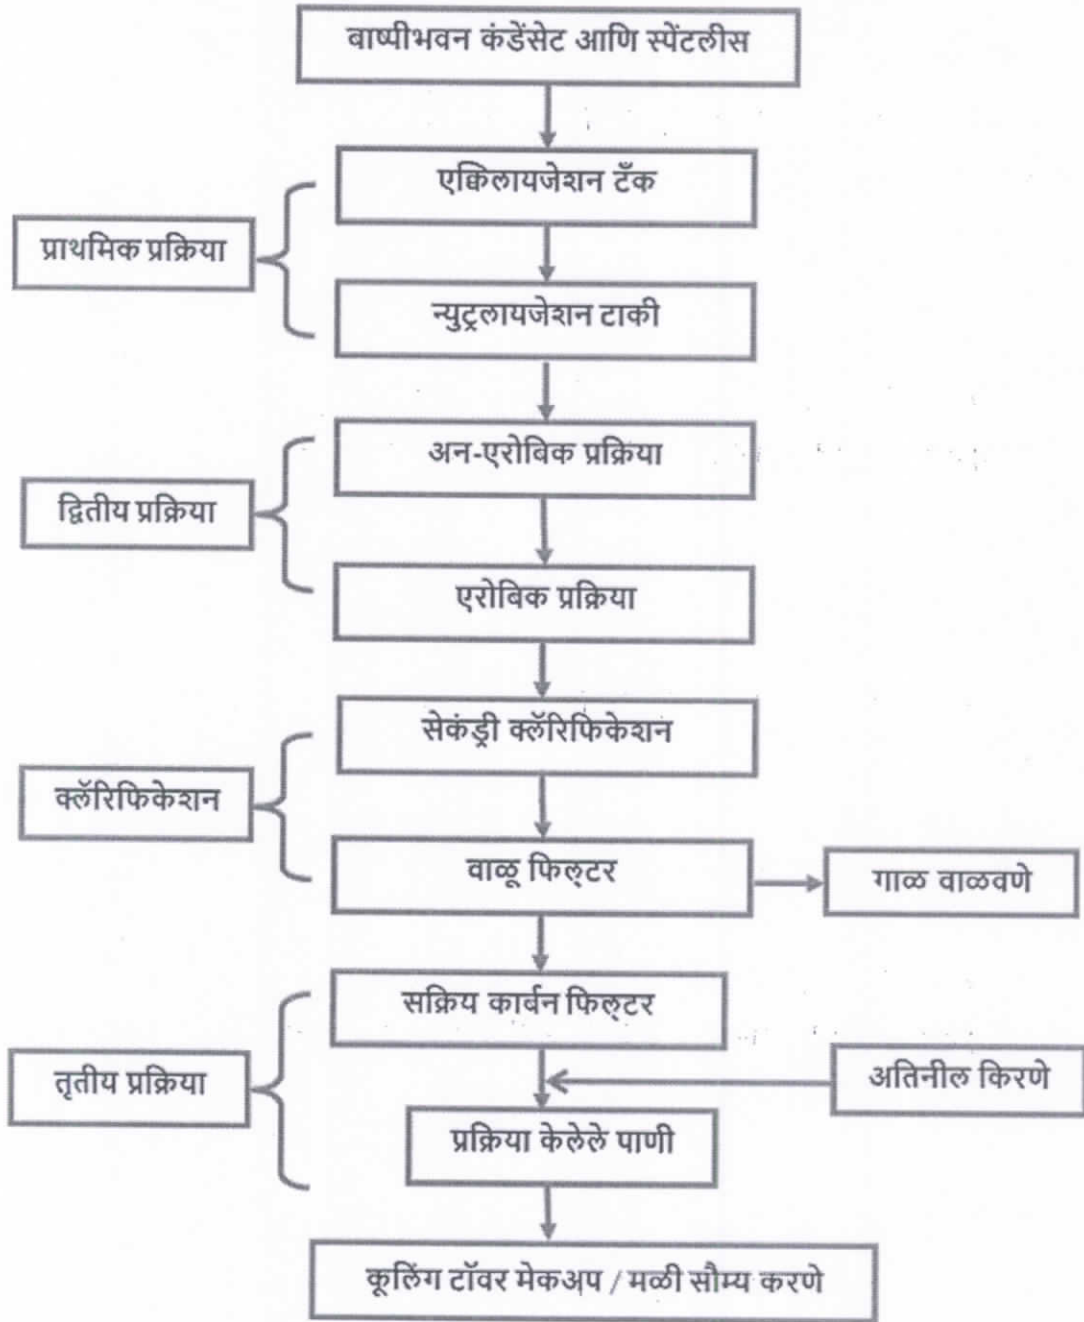 बाष्पीभवन कंडेंसेट आणि स्पेंटलीस
एक्विलायजेशन टँक
प्राथमिक प्रक्रिया
न्युट्रलायजेशन टाकी
अन-एरोबिक प्रक्रिया
द्वितीय प्रक्रिया
एरोबिक प्रक्रिया
सेकंड्री क्लॅरिफिकेशन
क्लॅरिफिकेशन
वाळू फिल्टर
गाळ वाळवणे
सक्रिय कार्बन फिल्टर
तृतीय प्रक्रिया
अतिनील किरणे
प्रक्रिया केलेले पाणी
कूलिंग टॉवर मेकअप / मळी सौम्य करणे